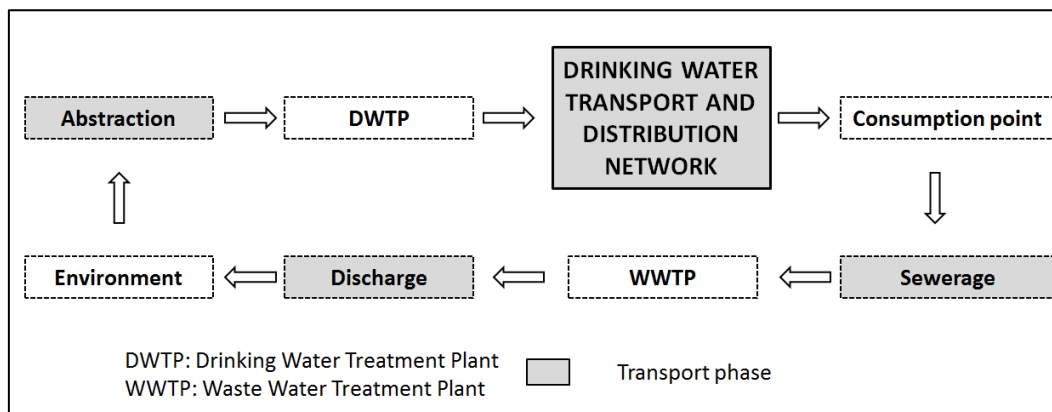 Abstraction
DWTP
DRINKING WATER
TRANSPORT AND
DISTRIBUTION
NETWORK
Consumption point
Environment
Discharge
WWTP
Sewerage
DWTP: Drinking Water Treatment Plant
WWTP: Waste Water Treatment Plant
Transport phase